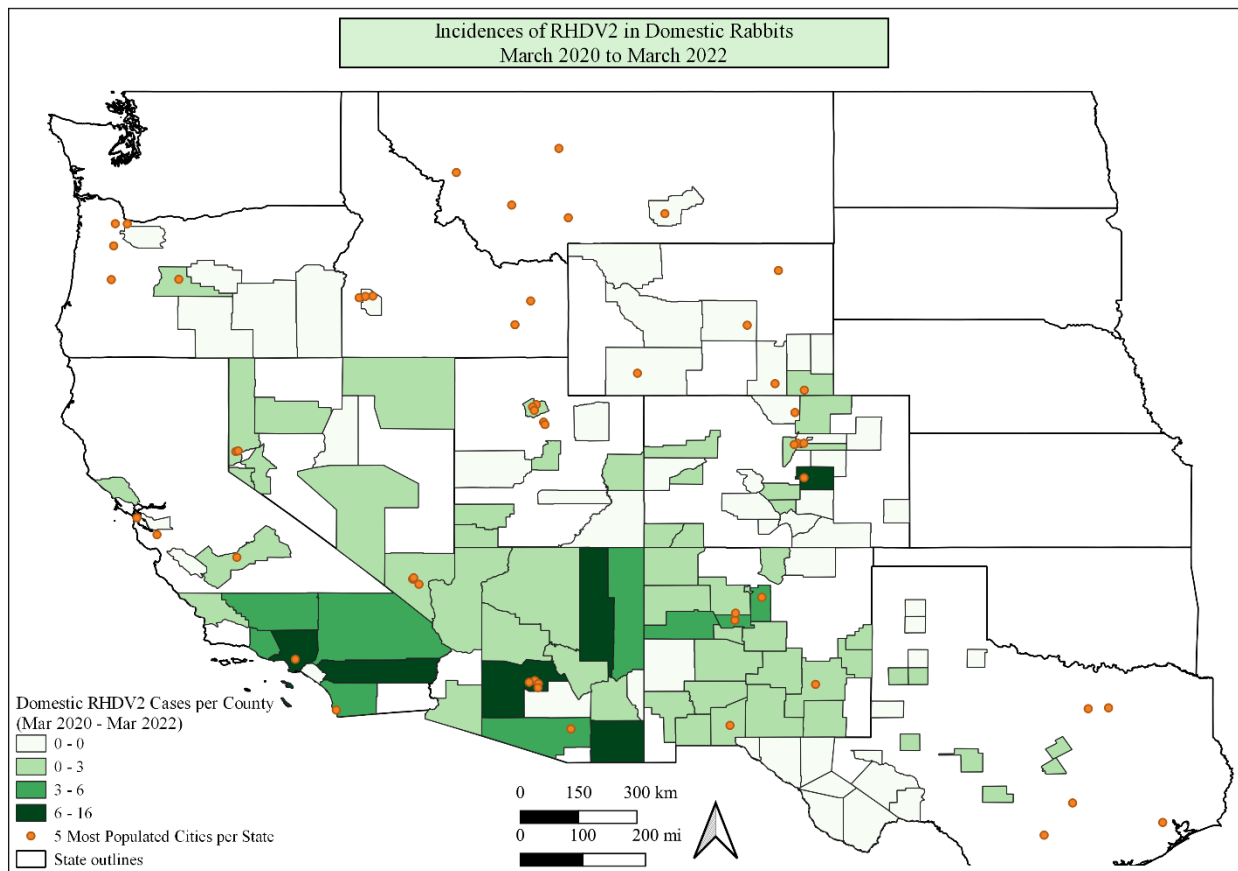 Incidences of RHDV2 in Domestic Rabbits
March 2020 to March 2022
Domestic RHDV2 Cases per County
(Mar 2020 - Mar 2022)
0 - 0
0 - 3
3 - 6
6 - 16
5 Most Populated Cities per State
State outlines
0 150 300 km
0 100 200 mi